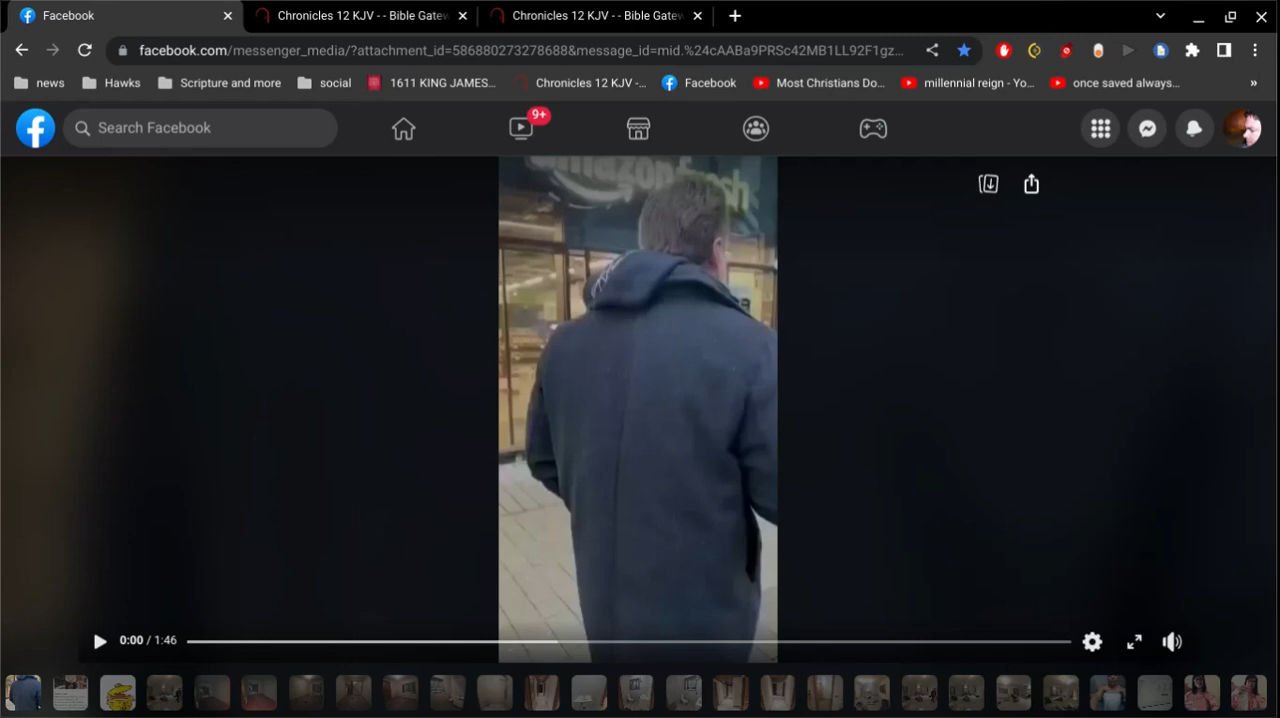 Facebook
Chronicles 12 KJV - - Bible Gatew
Chronicles 12 KJV - - Bible Gatew
facebook.com/messenger_media/?attachment_id=586880273278688&message_id=mid.%24cAABa9PRSc42MB1LL92F1gz...
news
Hawks
Scripture and more
social
1611 KING JAMES...
Chronicles 12 KJV -...
Facebook
Most Christians Do...
millennial reign - Yo...
once saved always...
»
Search Facebook
9+
amazon fresh
0:00 / 1:46